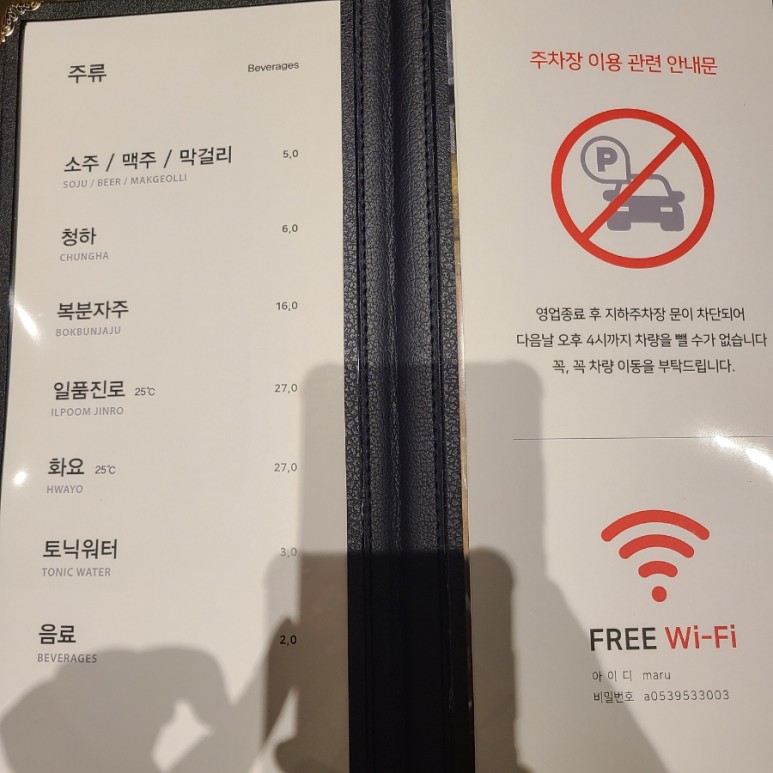 주류 Beverages
소주 / 맥주 / 막걸리 5,0
SOJU / BEER / MAKGEOLLI
청하 6,0
CHUNGHA
복분자주 16,0
BOKBUNJAJU
일품진로 25℃ 27,0
ILPOOM JINRO
화요 25℃ 27,0
HWAYO
토닉워터 3,0
TONIC WATER
음료 2,0
BEVERAGES
주차장 이용 관련 안내문
P
영업종료 후 지하주차장 문이 차단되어
다음날 오후 4시까지 차량을 뺄 수가 없습니다
꼭, 꼭 차량 이동을 부탁드립니다.
FREE Wi-Fi
아 이 디 maru
비밀번호 a0539533003